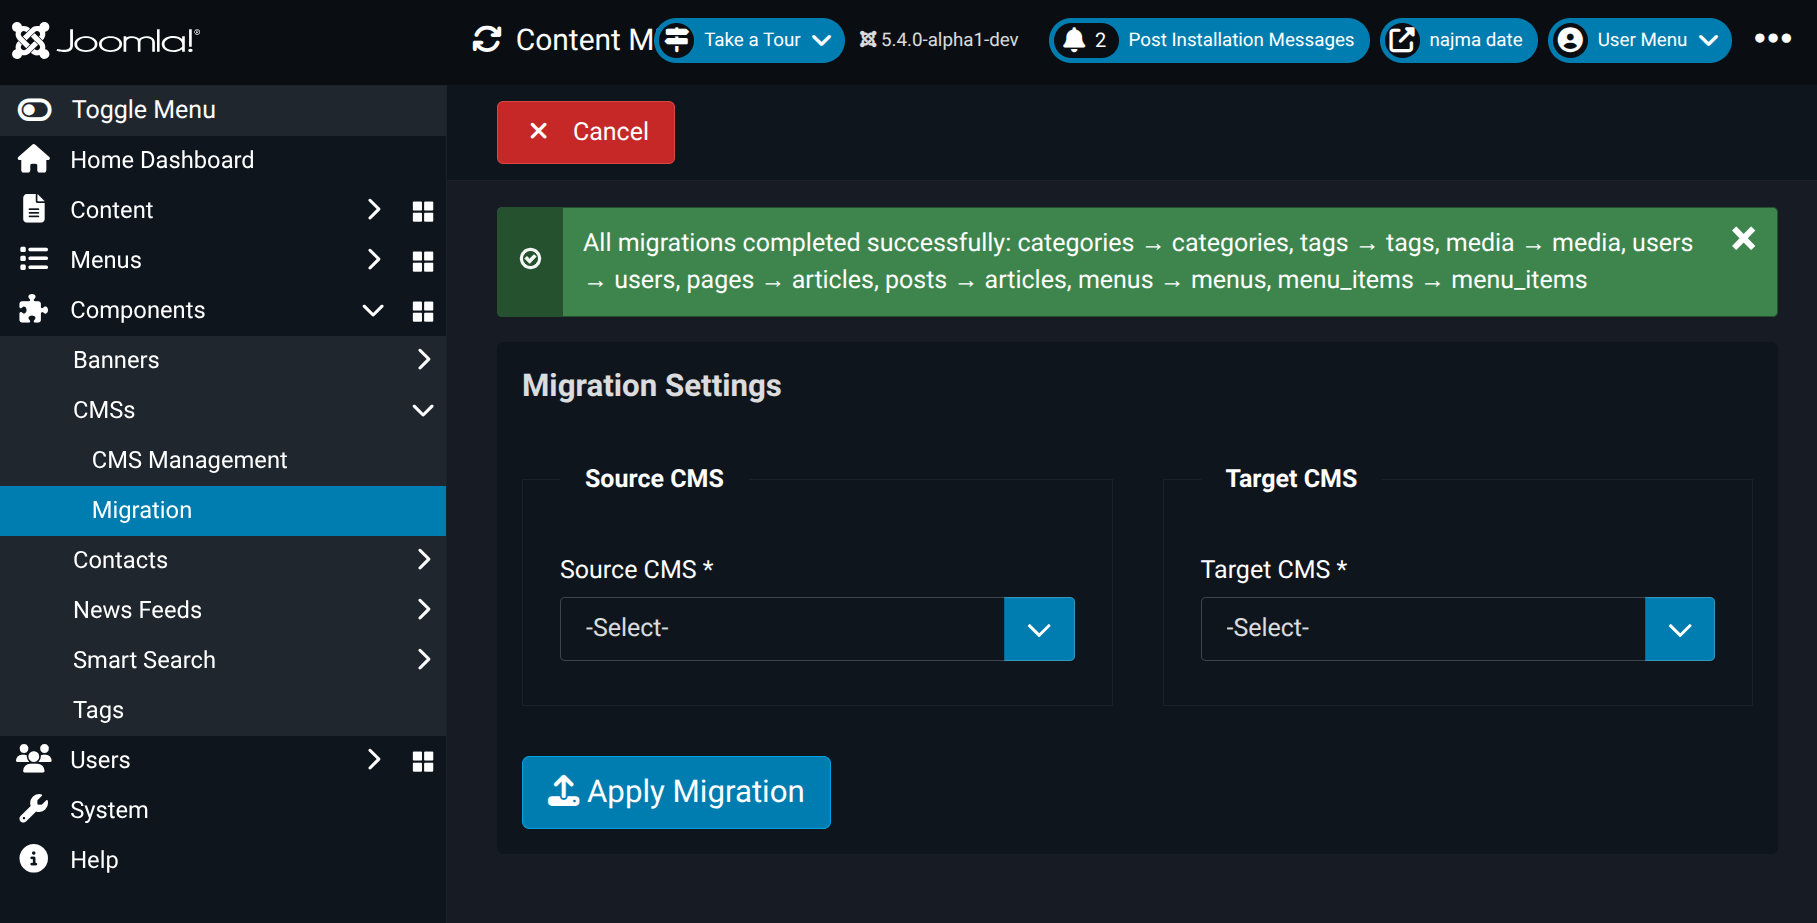 Joomla!®
Content M
Take a Tour
5.4.0-alpha1-dev
2
Post Installation Messages
najma date
User Menu
Toggle Menu
Home Dashboard
Content
Menus
Components
Banners
CMSs
CMS Management
Migration
Contacts
News Feeds
Smart Search
Tags
Users
System
Help
Cancel
All migrations completed successfully: categories → categories, tags → tags, media → media, users
→ users, pages → articles, posts → articles, menus → menus, menu_items → menu_items
Migration Settings
Source CMS
Source CMS *
-Select-
Target CMS
Target CMS *
-Select-
Apply Migration